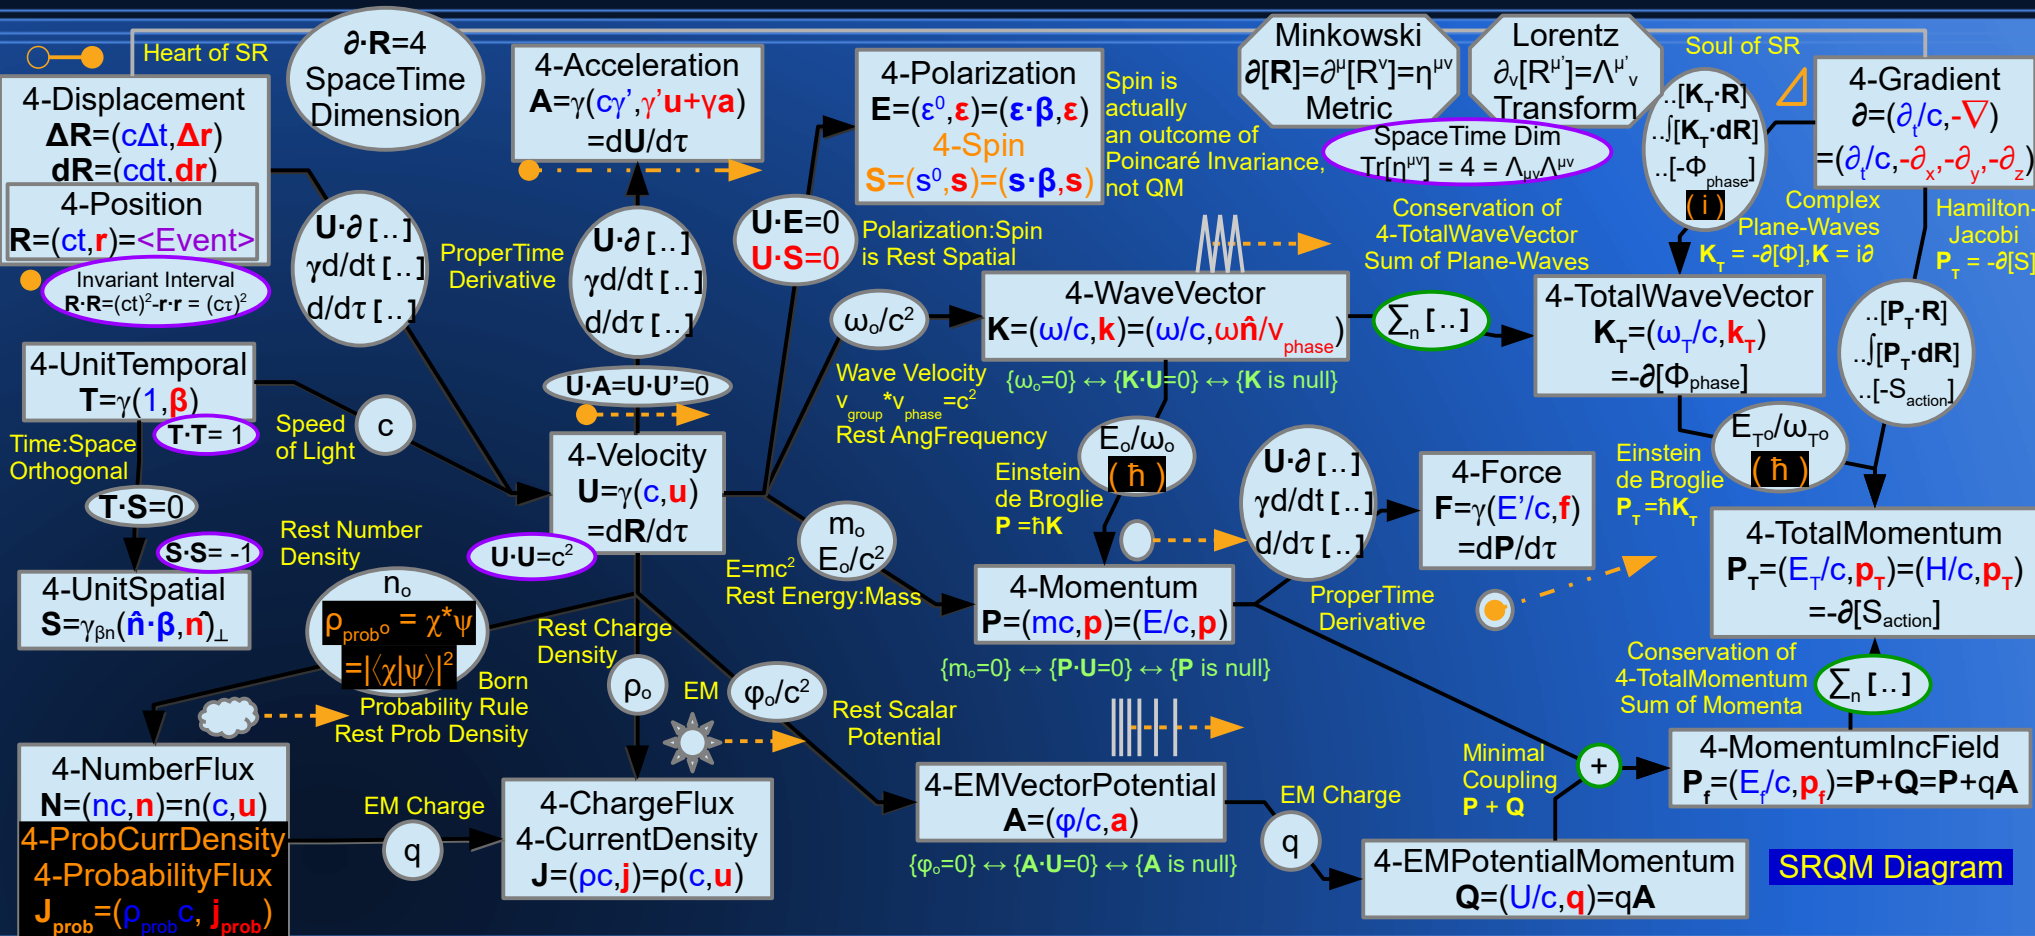 Heart of SR
4-Displacement
ΔR=(cΔt,Δr)
dR=(cdt,dr)
4-Position
R=(ct,r)=<Event>
Invariant Interval
R·R=(ct)²-r·r = (cτ)²
∂·R=4
SpaceTime
Dimension
U·∂[..]
γd/dt[..]
d/dτ[..]
4-Acceleration
A=γ(cγ’,γ’u+γa)
=dU/dτ
ProperTime
Derivative
U·∂[..]
γd/dt[..]
d/dτ[..]
U·A=U·U’=0
4-Polarization
E=(ε⁰,ε)=(ε·β,ε)
4-Spin
S=(s⁰,s)=(s·β,s)
Spin is
actually
an outcome of
Poincaré Invariance,
not QM
U·E=0
U·S=0
Polarization:Spin
is Rest Spatial
Minkowski
∂[R]=∂^μ[R^ν]=η^μν
Metric
Lorentz
∂_ν[R^μ’]=Λ^μ’_ν
Transform
SpaceTime Dim
Tr[η^μν] = 4 = Λ_μν Λ^μν
Soul of SR
..[K_T·R]
..∫[K_T·dR]
..[-Φ_phase]
( i )
4-Gradient
∂=(∂_t/c,-∇)
=(∂_t/c,-∂_x,-∂_y,-∂_z)
Complex
Plane-Waves
K_T = -∂[Φ], K = i∂
Hamilton-
Jacobi
P_T = -∂[S]
Conservation of
4-TotalWaveVector
Sum of Plane-Waves
4-UnitTemporal
T=γ(1,β)
T·T= 1
Time:Space
Orthogonal
T·S=0
S·S= -1
4-UnitSpatial
S=γ_βn(n̂·β,n̂)_⊥
Speed
of Light
c
4-Velocity
U=γ(c,u)
=dR/dτ
U·U=c²
ω_o/c²
4-WaveVector
K=(ω/c,k)=(ω/c,ωn̂/v_phase)
Wave Velocity
v_group*v_phase=c²
Rest AngFrequency
{ω_o=0} ↔ {K·U=0} ↔ {K is null}
∑_n [..]
4-TotalWaveVector
K_T=(ω_T/c,k_T)
=-∂[Φ_phase]
..[P_T·R]
..∫[P_T·dR]
..[-S_action]
E_o/ω_o
( ħ )
Einstein
de Broglie
P =ħK
E_To/ω_To
( ħ )
Einstein
de Broglie
P_T =ħK_T
m_o
E_o/c²
E=mc²
Rest Energy:Mass
4-Momentum
P=(mc,p)=(E/c,p)
{m_o=0} ↔ {P·U=0} ↔ {P is null}
U·∂[..]
γd/dt[..]
d/dτ[..]
ProperTime
Derivative
4-Force
F=γ(E’/c,f)
=dP/dτ
4-TotalMomentum
P_T=(E_T/c,p_T)=(H/c,p_T)
=-∂[S_action]
Conservation of
4-TotalMomentum
Sum of Momenta
∑_n [..]
Rest Number
Density
n_o
ρ_probo = χ*ψ
=|⟨χ|ψ⟩|²
Born
Probability Rule
Rest Prob Density
Rest Charge
Density
ρ_o
EM
φ_o/c²
Rest Scalar
Potential
4-NumberFlux
N=(nc,n)=n(c,u)
4-ProbCurrDensity
4-ProbabilityFlux
J_prob=(ρ_prob c, j_prob)
EM Charge
q
4-ChargeFlux
4-CurrentDensity
J=(ρc,j)=ρ(c,u)
4-EMVectorPotential
A=(φ/c,a)
{φ_o=0} ↔ {A·U=0} ↔ {A is null}
EM Charge
q
Minimal
Coupling
P + Q
+
4-MomentumIncField
P_f=(E_f/c,p_f)=P+Q=P+qA
4-EMPotentialMomentum
Q=(U/c,q)=qA
SRQM Diagram